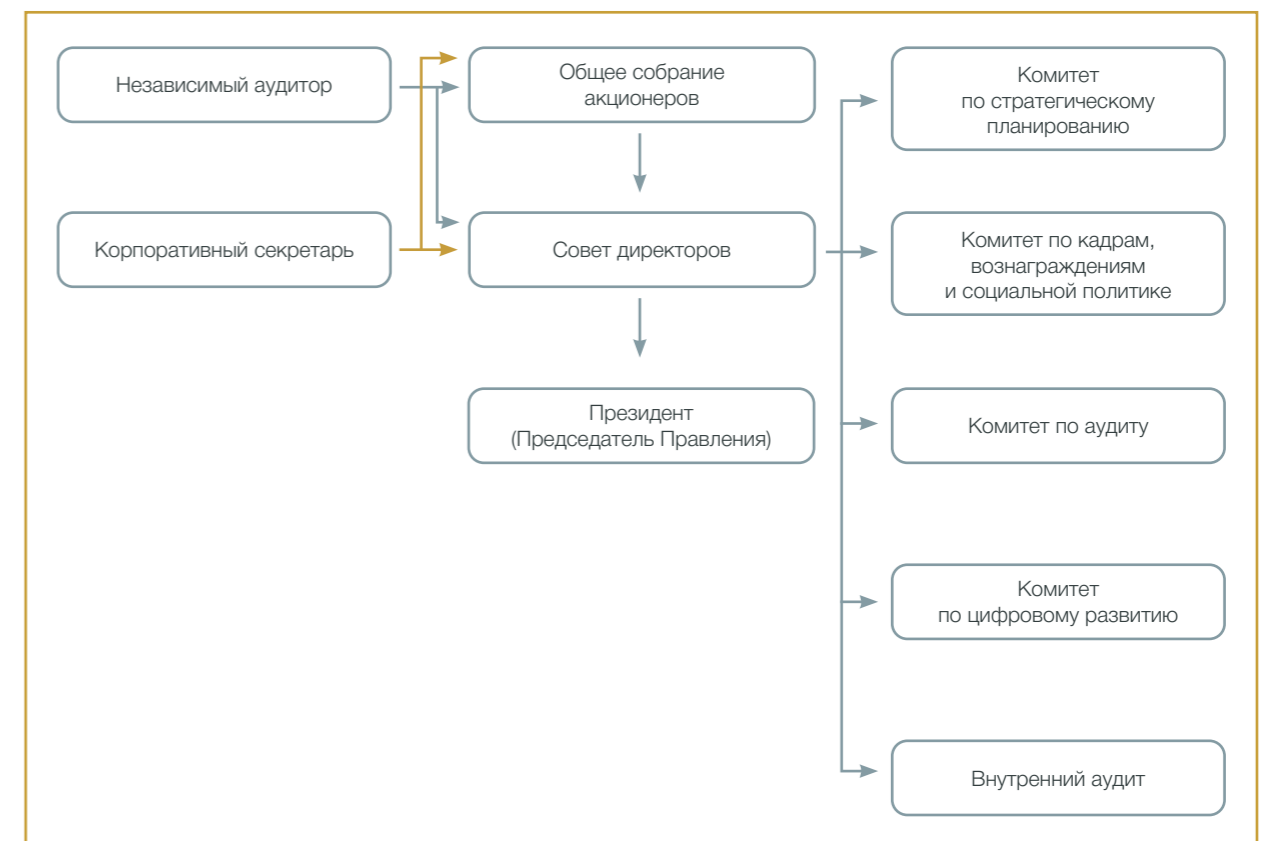 Независимый аудитор
Общее собрание
акционеров
Комитет
по стратегическому
планированию
Корпоративный секретарь
Совет директоров
Комитет по кадрам,
вознаграждениям
и социальной политике
Президент
(Председатель Правления)
Комитет по аудиту
Комитет
по цифровому развитию
Внутренний аудит